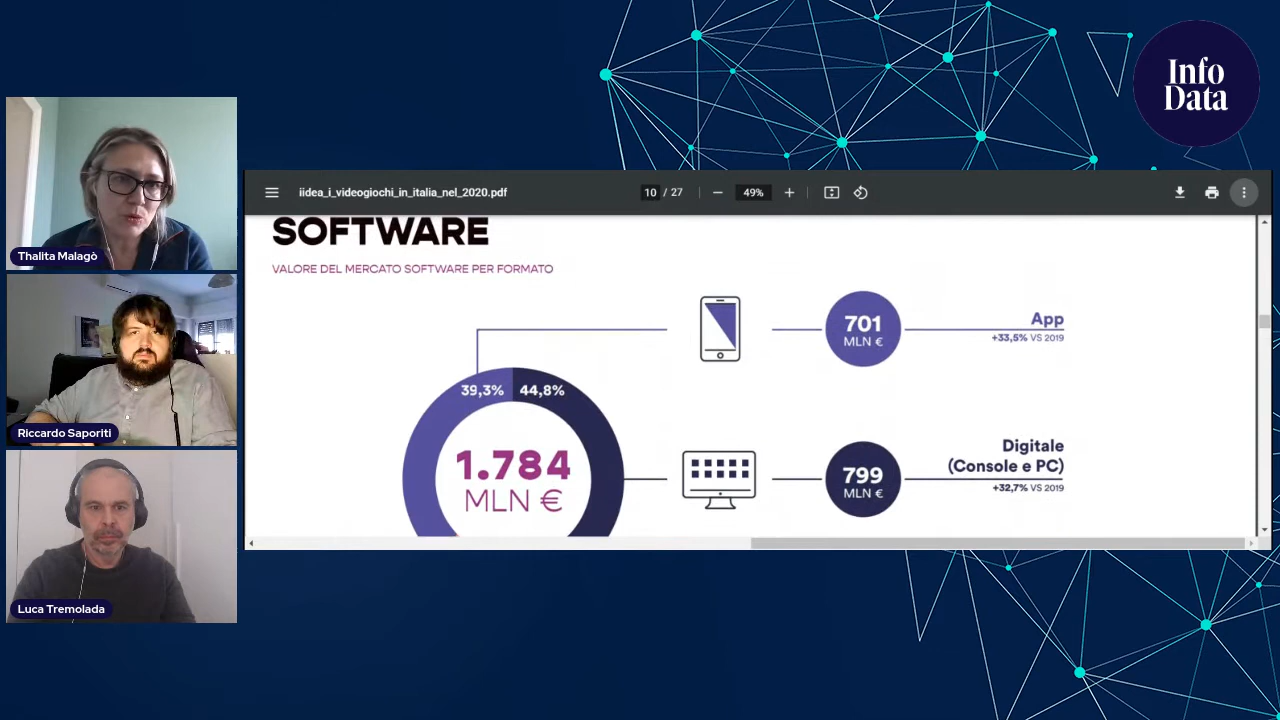 Info
Data
Thalita Malagò
Riccardo Saporiti
Luca Tremolada
iidea_i_videogiochi_in_italia_nel_2020.pdf
10 / 27
49%
SOFTWARE
VALORE DEL MERCATO SOFTWARE PER FORMATO
701
MLN €
App
+33,5% VS 2019
39,3%
44,8%
1.784
MLN €
799
MLN €
Digitale
(Console e PC)
+32,7% VS 2019